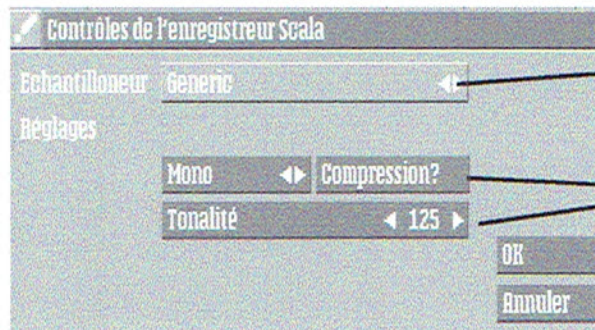 Contrôles de l'enregistreur Scala
Echantilloneur Generic
Réglages
Mono Compression?
Tonalité 125
OK
Annuler